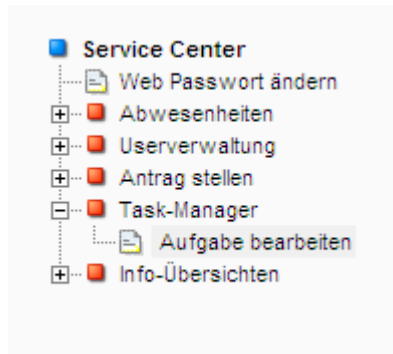 Service Center
Web Passwort ändern
Abwesenheiten
Userverwaltung
Antrag stellen
Task-Manager
Aufgabe bearbeiten
Info-Übersichten